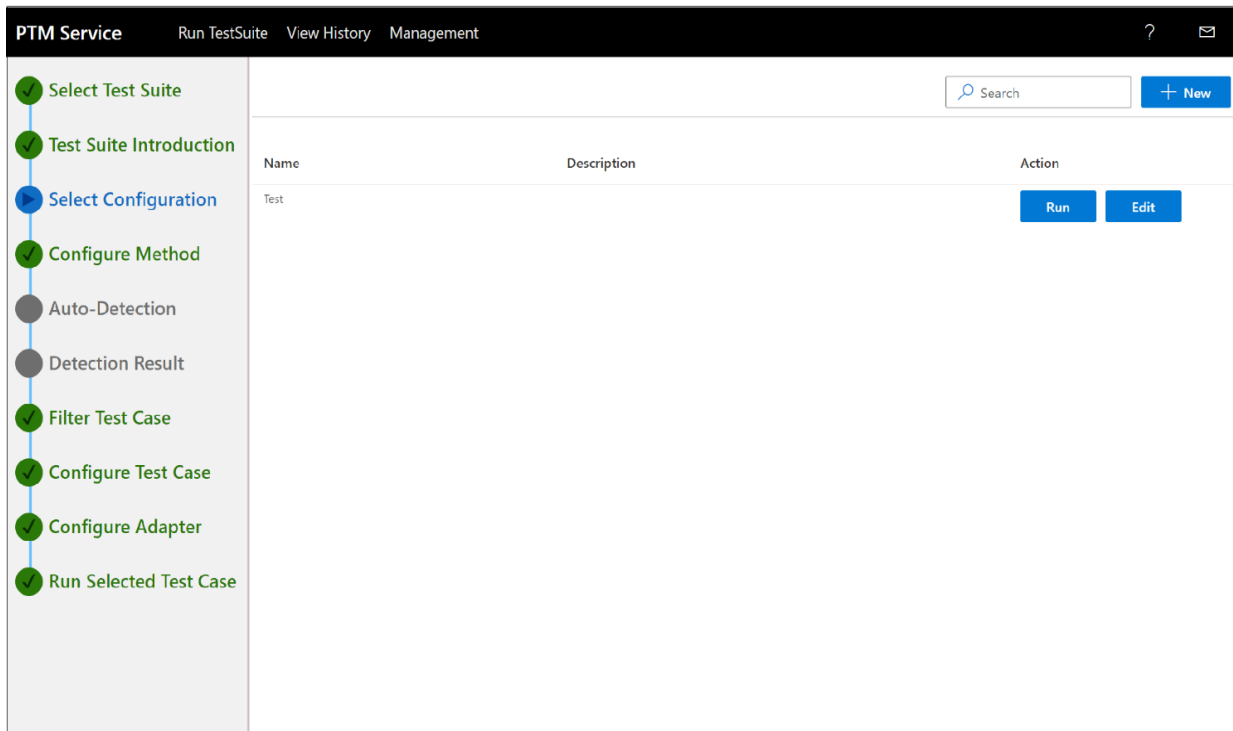 PTM Service Run TestSuite View History Management ?
Select Test Suite
Test Suite Introduction
Select Configuration
Configure Method
Auto-Detection
Detection Result
Filter Test Case
Configure Test Case
Configure Adapter
Run Selected Test Case
Search + New
Name Description Action
Test Run Edit